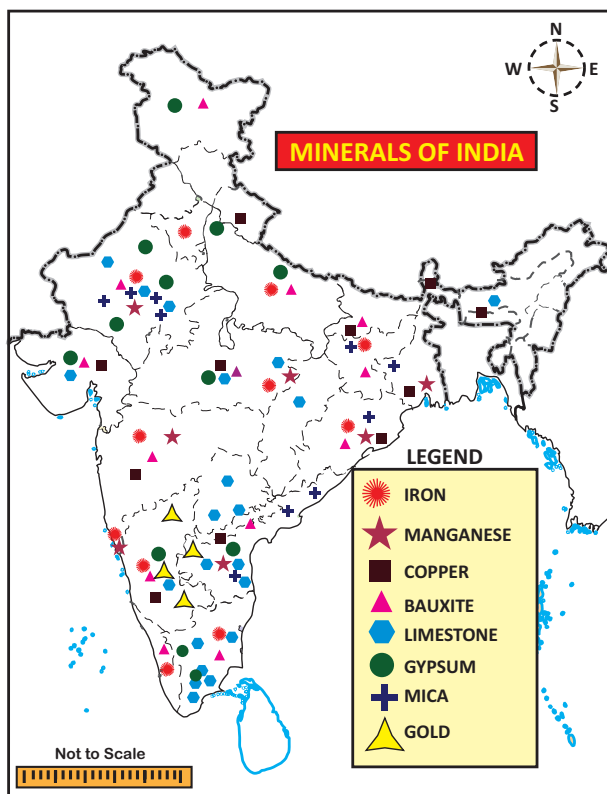 N
W E
S
MINERALS OF INDIA
LEGEND
IRON
MANGANESE
COPPER
BAUXITE
LIMESTONE
GYPSUM
MICA
GOLD
Not to Scale